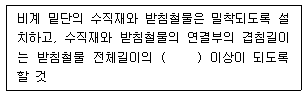 비계 밑단의 수직재와 받침철물은 밀착되도록 설
치하고, 수직재와 받침철물의 연결부의 겹침길이
는 받침철물 전체길이의 (    ) 이상이 되도록
할 것